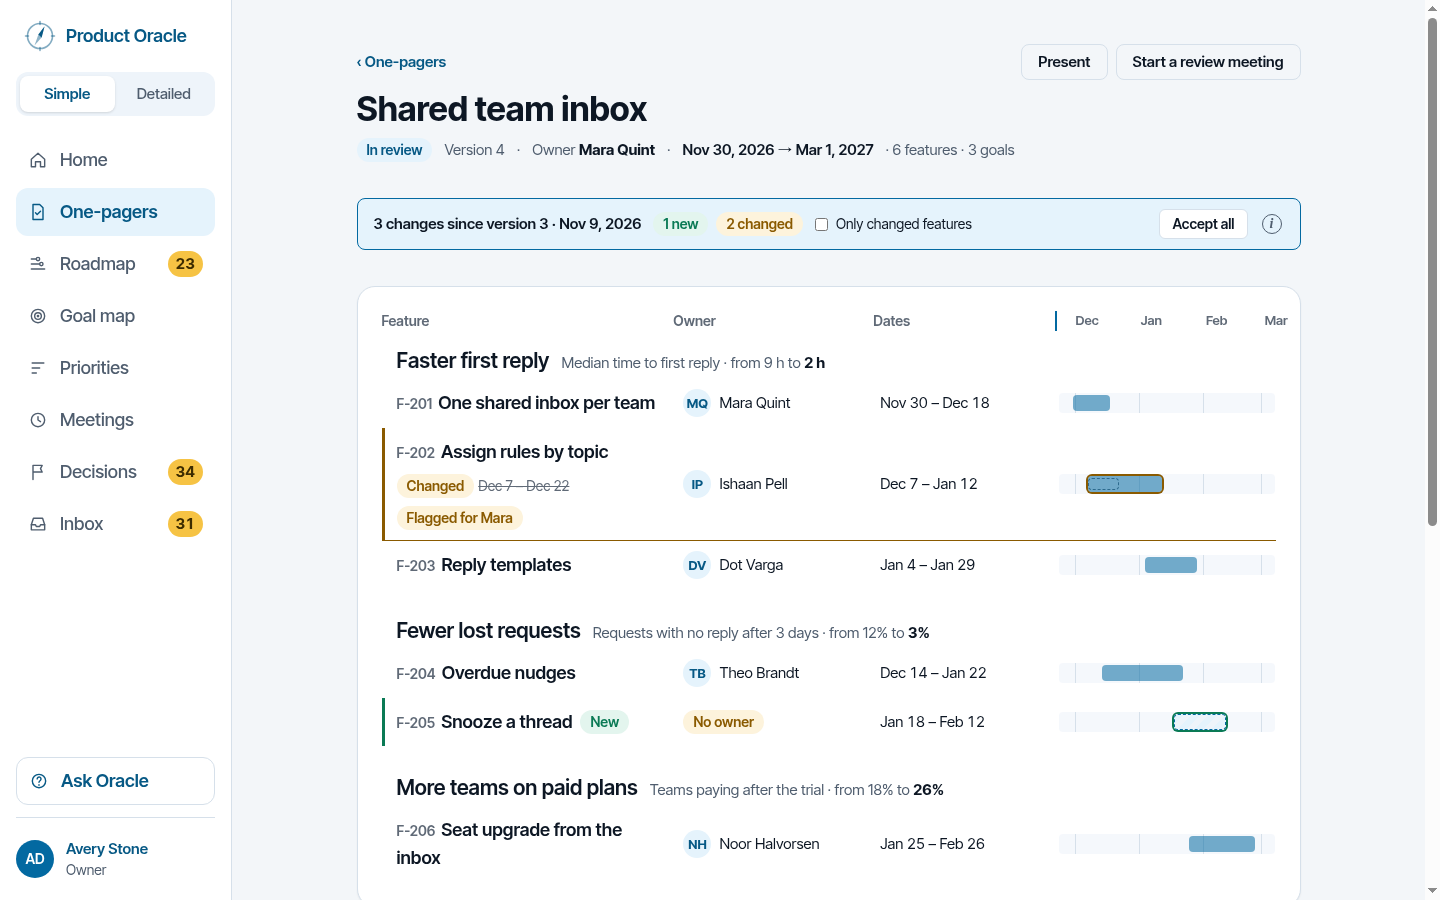 Product Oracle
Simple Detailed
Home
One-pagers
Roadmap 23
Goal map
Priorities
Meetings
Decisions 34
Inbox 31
Ask Oracle
AD Avery Stone
Owner
‹ One-pagers
Present Start a review meeting
Shared team inbox
In review Version 4 · Owner Mara Quint · Nov 30, 2026 → Mar 1, 2027 · 6 features · 3 goals
3 changes since version 3 · Nov 9, 2026 1 new 2 changed Only changed features Accept all i
Feature Owner Dates Dec Jan Feb Mar
Faster first reply Median time to first reply · from 9 h to 2 h
F-201 One shared inbox per team MQ Mara Quint Nov 30 – Dec 18
F-202 Assign rules by topic
Changed Dec 7 – Dec 22 IP Ishaan Pell Dec 7 – Jan 12
Flagged for Mara
F-203 Reply templates DV Dot Varga Jan 4 – Jan 29
Fewer lost requests Requests with no reply after 3 days · from 12% to 3%
F-204 Overdue nudges TB Theo Brandt Dec 14 – Jan 22
F-205 Snooze a thread New No owner Jan 18 – Feb 12
More teams on paid plans Teams paying after the trial · from 18% to 26%
F-206 Seat upgrade from the
inbox NH Noor Halvorsen Jan 25 – Feb 26